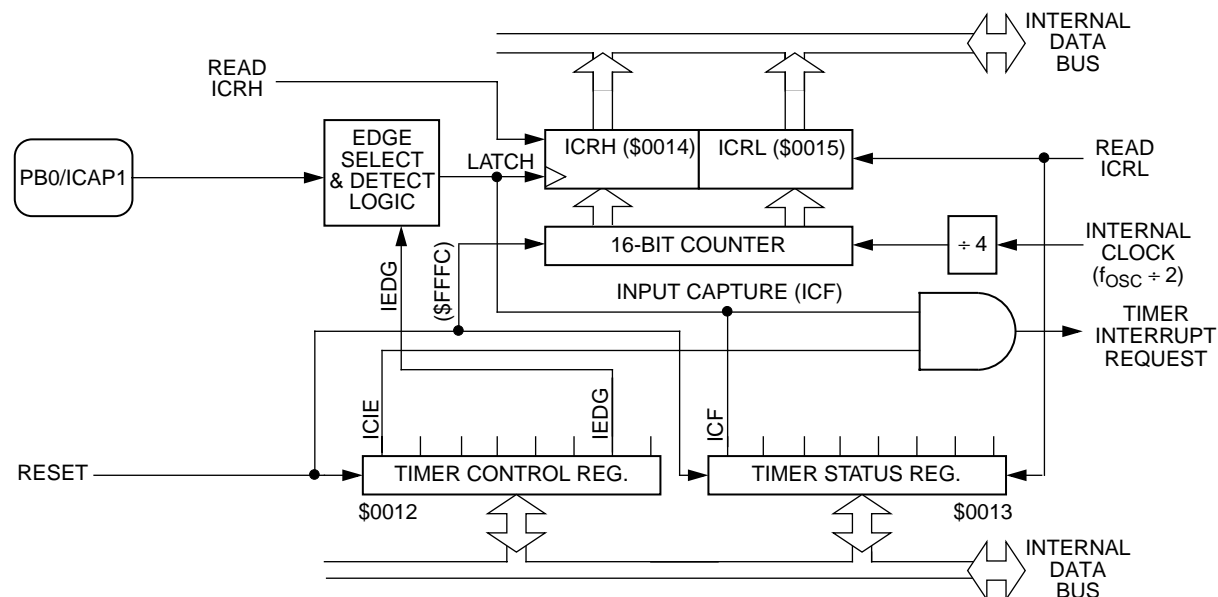 INTERNAL
DATA
BUS
READ
ICRH
EDGE
SELECT
& DETECT
LOGIC
LATCH
ICRH ($0014)
ICRL ($0015)
READ
ICRL
PB0/ICAP1
16-BIT COUNTER
÷ 4
INTERNAL
CLOCK
(fOSC ÷ 2)
IEDG
($FFFC)
INPUT CAPTURE (ICF)
TIMER
INTERRUPT
REQUEST
ICIE
IEDG
ICF
RESET
TIMER CONTROL REG.
TIMER STATUS REG.
$0012
$0013
INTERNAL
DATA
BUS